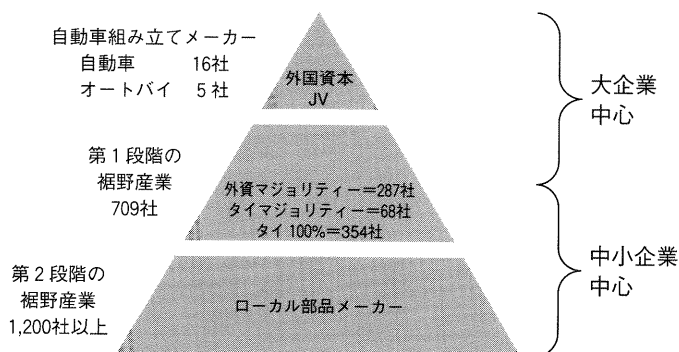 自動車組み立てメーカー
自動車 16社
オートバイ 5社
外国資本
JV
大企業
中心
第1段階の
裾野産業
709社
外資マジョリティー=287社
タイマジョリティー=68社
タイ100%=354社
中小企業
中心
第2段階の
裾野産業
1,200社以上
ローカル部品メーカー